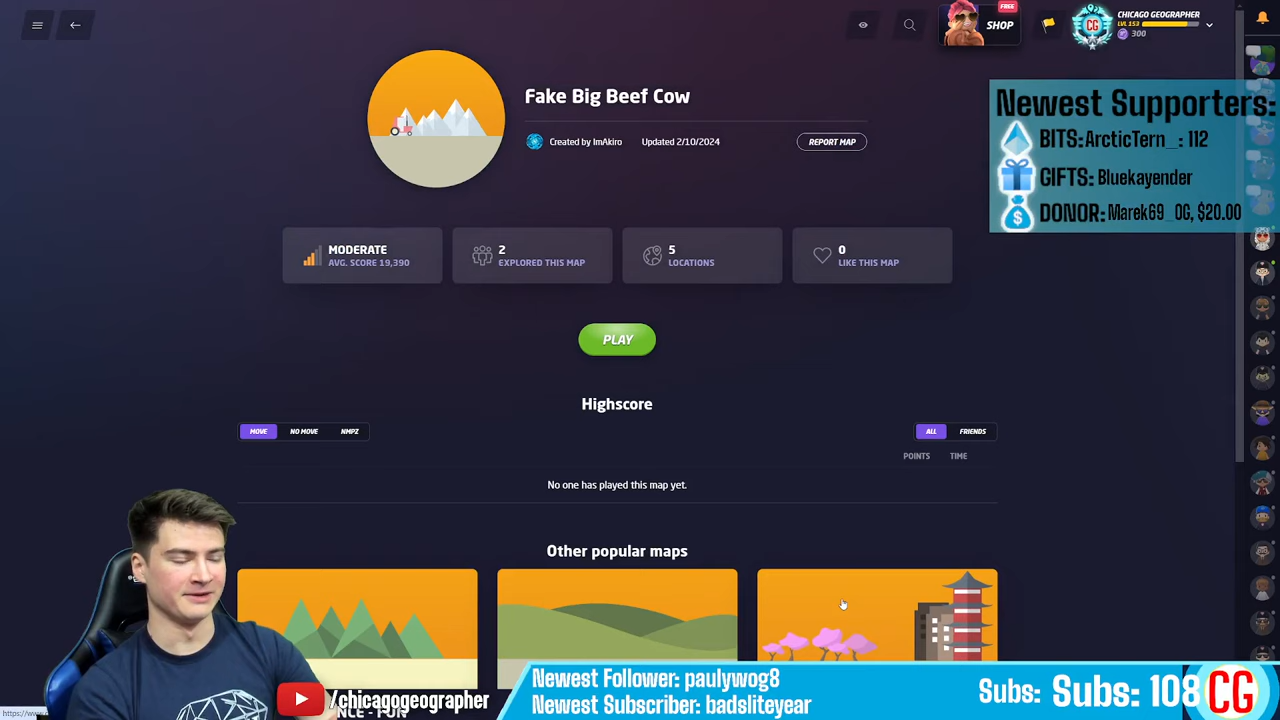 FREE
SHOP
CG
CHICAGO GEOGRAPHER
LVL 153
300
Fake Big Beef Cow
Created by ImAkiro
Updated 2/10/2024
REPORT MAP
Newest Supporters:
BITS: ArcticTern_: 112
GIFTS: Bluekayender
DONOR: Marek69_OG, $20.00
MODERATE
AVG. SCORE 19,390
2
EXPLORED THIS MAP
5
LOCATIONS
0
LIKE THIS MAP
PLAY
Highscore
MOVE
NO MOVE
NMPZ
ALL
FRIENDS
POINTS
TIME
No one has played this map yet.
Other popular maps
/chicagogeographer
Newest Follower: paulywog8
Newest Subscriber: badsliteyear
Subs: Subs: 108
CG